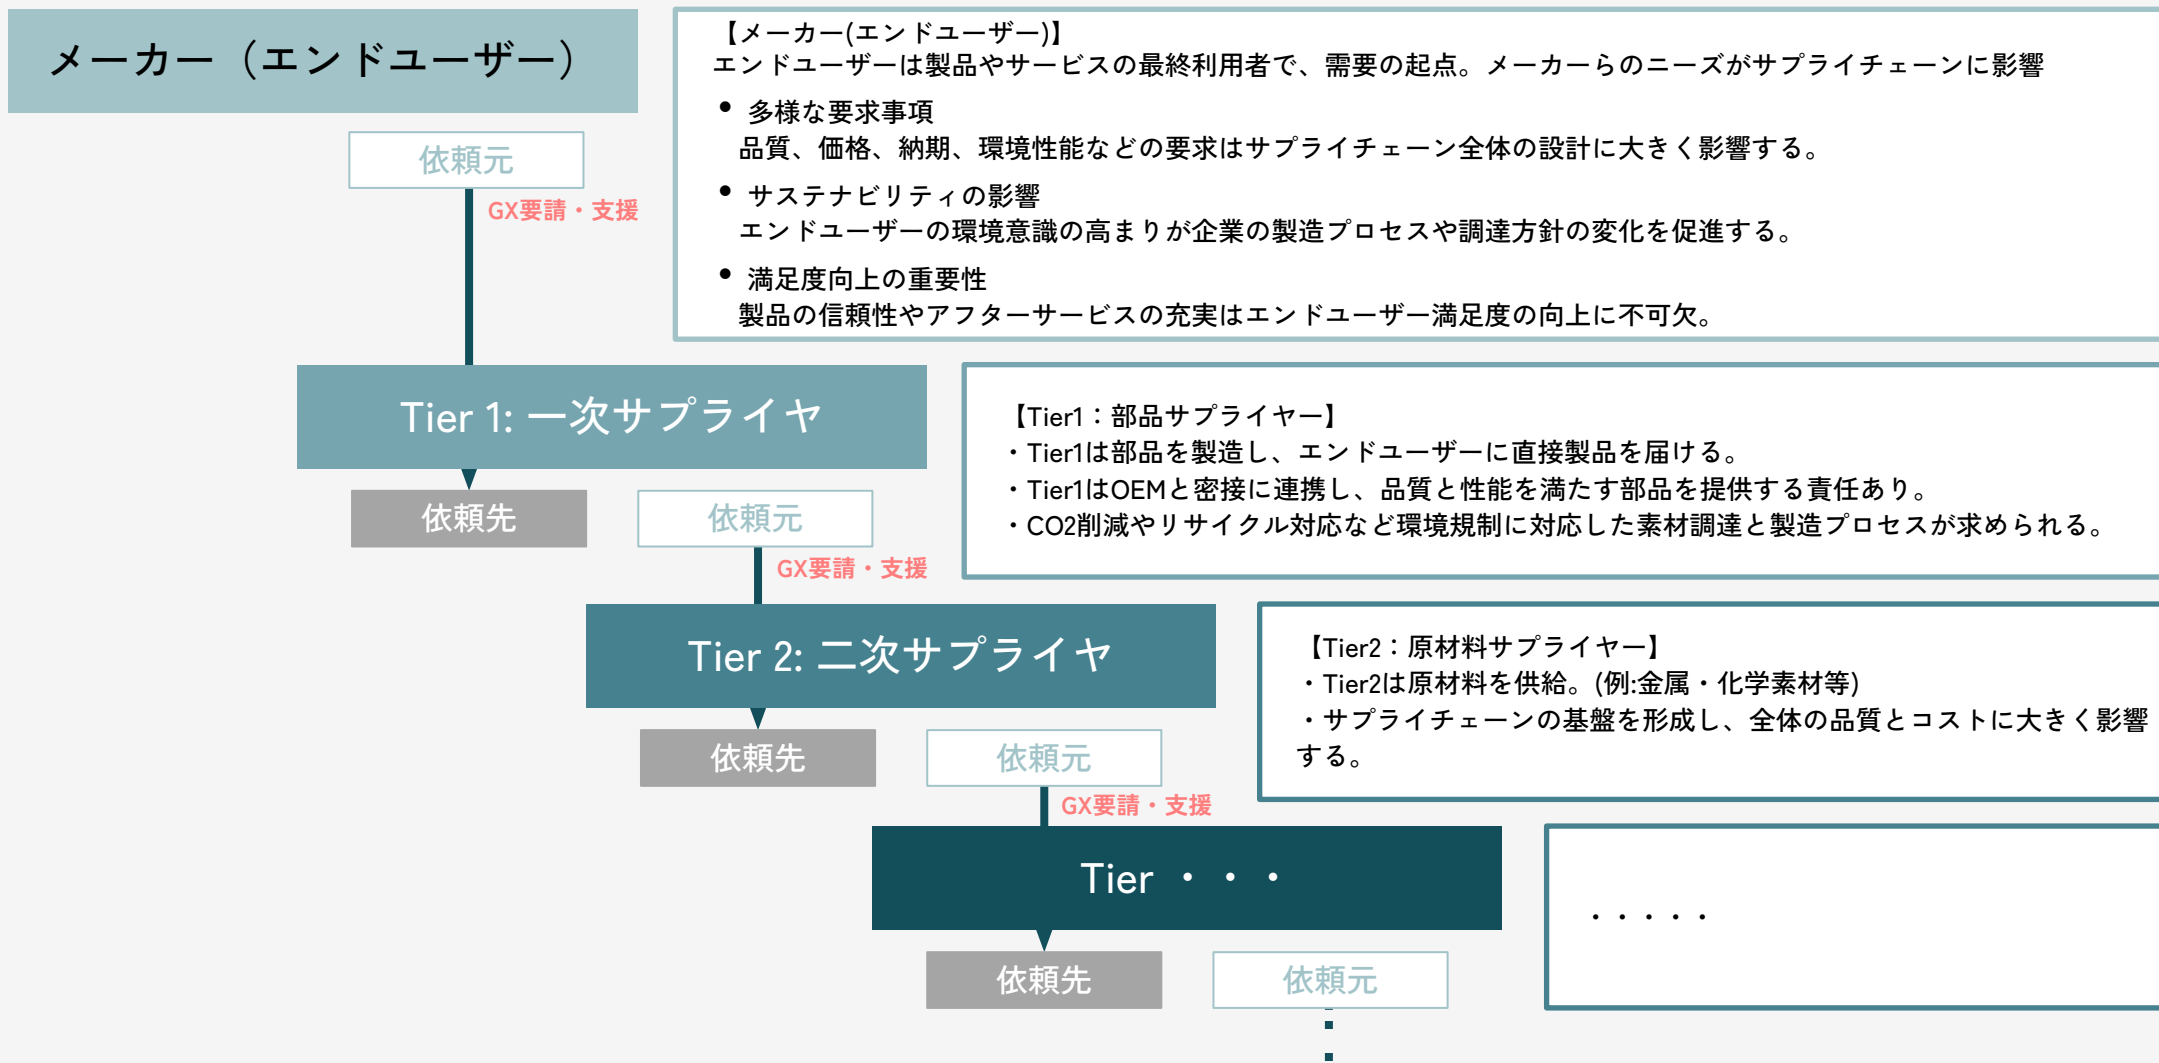 メーカー（エンドユーザー）
【メーカー(エンドユーザー)】
エンドユーザーは製品やサービスの最終利用者で、需要の起点。メーカーらのニーズがサプライチェーンに影響
• 多様な要求事項
品質、価格、納期、環境性能などの要求はサプライチェーン全体の設計に大きく影響する。
• サステナビリティの影響
エンドユーザーの環境意識の高まりが企業の製造プロセスや調達方針の変化を促進する。
• 満足度向上の重要性
製品の信頼性やアフターサービスの充実はエンドユーザー満足度の向上に不可欠。
依頼元
GX要請・支援
Tier 1: 一次サプライヤ
【Tier1：部品サプライヤー】
・Tier1は部品を製造し、エンドユーザーに直接製品を届ける。
・Tier1はOEMと密接に連携し、品質と性能を満たす部品を提供する責任あり。
・CO2削減やリサイクル対応など環境規制に対応した素材調達と製造プロセスが求められる。
依頼先
依頼元
GX要請・支援
Tier 2: 二次サプライヤ
【Tier2：原材料サプライヤー】
・Tier2は原材料を供給。(例:金属・化学素材等)
・サプライチェーンの基盤を形成し、全体の品質とコストに大きく影響
する。
依頼先
依頼元
GX要請・支援
Tier ・・・
・・・・・
依頼先
依頼元